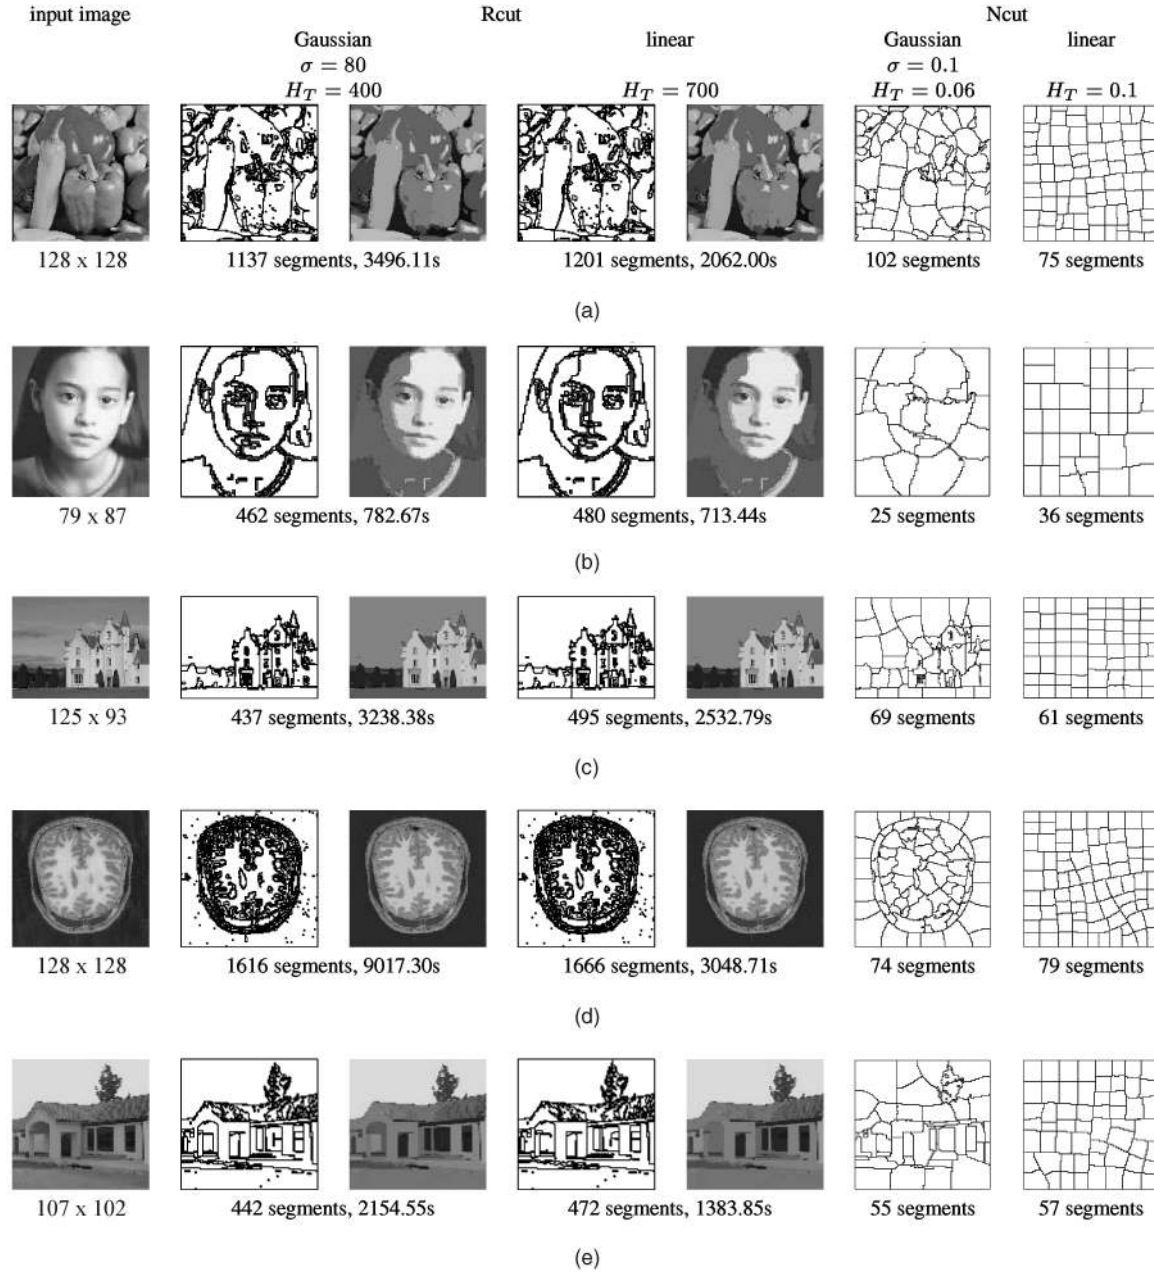 input image Rcut Ncut
Gaussian linear Gaussian linear
σ = 80 σ = 0.1
H_T = 400 H_T = 700 H_T = 0.06 H_T = 0.1
128 x 128 1137 segments, 3496.11s 1201 segments, 2062.00s 102 segments 75 segments
(a)
79 x 87 462 segments, 782.67s 480 segments, 713.44s 25 segments 36 segments
(b)
125 x 93 437 segments, 3238.38s 495 segments, 2532.79s 69 segments 61 segments
(c)
128 x 128 1616 segments, 9017.30s 1666 segments, 3048.71s 74 segments 79 segments
(d)
107 x 102 442 segments, 2154.55s 472 segments, 1383.85s 55 segments 57 segments
(e)